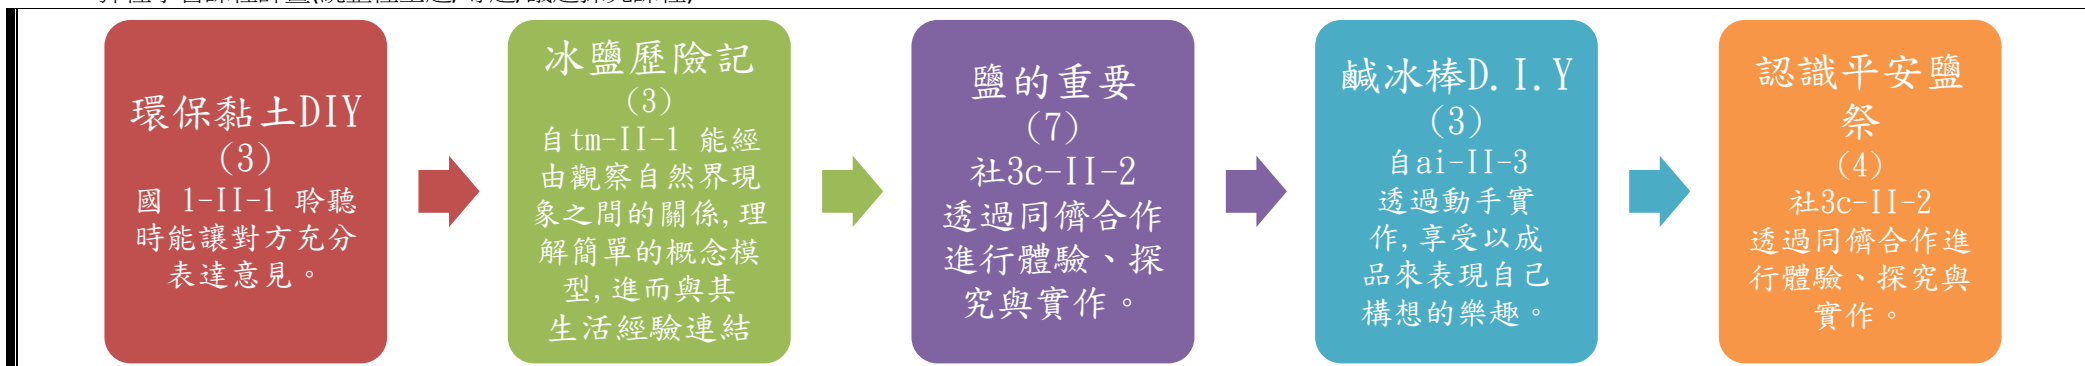 環保黏土DIY
(3)
國 1-II-1 聆聽
時能讓對方充分
表達意見。
冰鹽歷險記
(3)
自tm-II-1 能經
由觀察自然界現
象之間的關係,理
解簡單的概念模
型,進而與其
生活經驗連結
鹽的重要
(7)
社3c-II-2
透過同儕合作
進行體驗、探
究與實作。
鹹冰棒D.I.Y
(3)
自ai-II-3
透過動手實
作,享受以成
品來表現自己
構想的樂趣。
認識平安鹽
祭
(4)
社3c-II-2
透過同儕合作進
行體驗、探究與
實作。